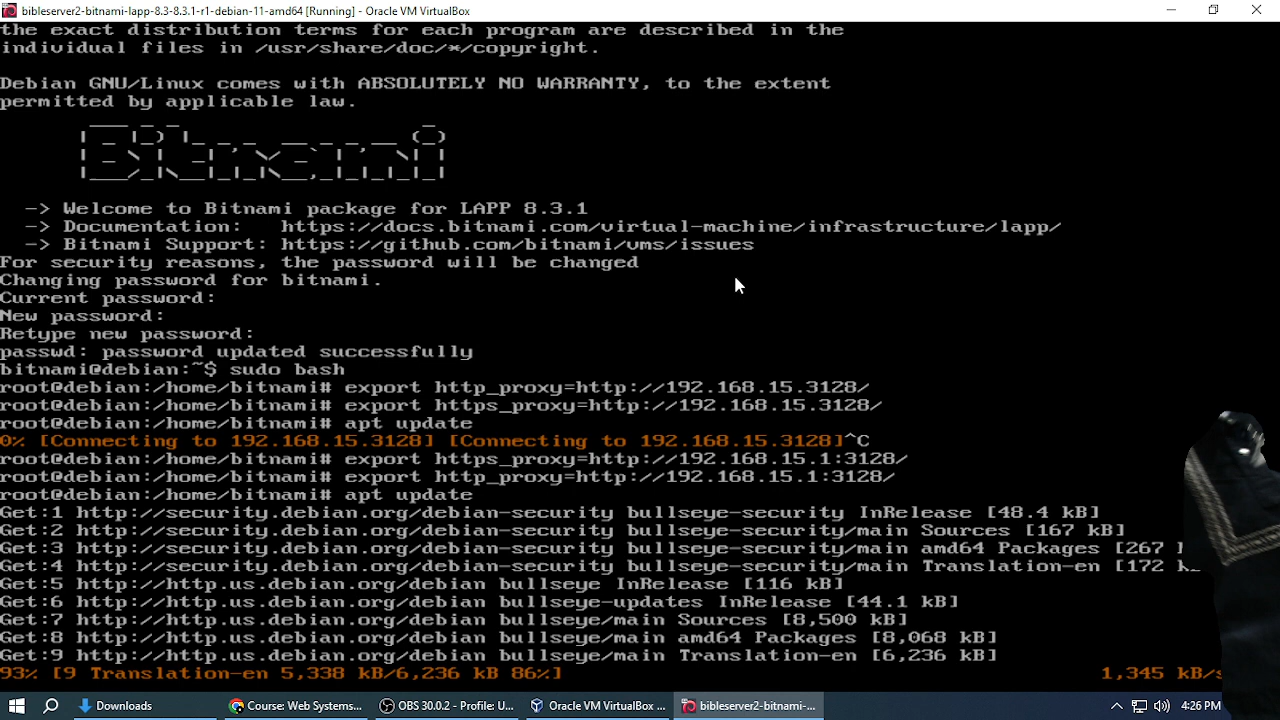 bibleserver2-bitnami-lapp-8.3-8.3.1-r1-debian-11-amd64 [Running] - Oracle VM VirtualBox
the exact distribution terms for each program are described in the
individual files in /usr/share/doc/*/copyright.
Debian GNU/Linux comes with ABSOLUTELY NO WARRANTY, to the extent
permitted by applicable law.
Bitnami
-> Welcome to Bitnami package for LAPP 8.3.1
-> Documentation:   https://docs.bitnami.com/virtual-machine/infrastructure/lapp/
-> Bitnami Support: https://github.com/bitnami/vms/issues
For security reasons, the password will be changed
Changing password for bitnami.
Current password:
New password:
Retype new password:
passwd: password updated successfully
bitnami@debian:~$ sudo bash
root@debian:/home/bitnami# export http_proxy=http://192.168.15.3128/
root@debian:/home/bitnami# export https_proxy=http://192.168.15.3128/
root@debian:/home/bitnami# apt update
0% [Connecting to 192.168.15.3128] [Connecting to 192.168.15.3128]^C
root@debian:/home/bitnami# export https_proxy=http://192.168.15.1:3128/
root@debian:/home/bitnami# export http_proxy=http://192.168.15.1:3128/
root@debian:/home/bitnami# apt update
Get:1 http://security.debian.org/debian-security bullseye-security InRelease [48.4 kB]
Get:2 http://security.debian.org/debian-security bullseye-security/main Sources [167 kB]
Get:3 http://security.debian.org/debian-security bullseye-security/main amd64 Packages [267
Get:4 http://security.debian.org/debian-security bullseye-security/main Translation-en [172
Get:5 http://http.us.debian.org/debian bullseye InRelease [116 kB]
Get:6 http://http.us.debian.org/debian bullseye-updates InRelease [44.1 kB]
Get:7 http://http.us.debian.org/debian bullseye/main Sources [8,500 kB]
Get:8 http://http.us.debian.org/debian bullseye/main amd64 Packages [8,068 kB]
Get:9 http://http.us.debian.org/debian bullseye/main Translation-en [6,236 kB]
93% [9 Translation-en 5,338 kB/6,236 kB 86%] 1,345 kB/s
Downloads Course: Web Systems... OBS 30.0.2 - Profile: U... Oracle VM VirtualBox ... bibleserver2-bitnami-... 4:26 PM